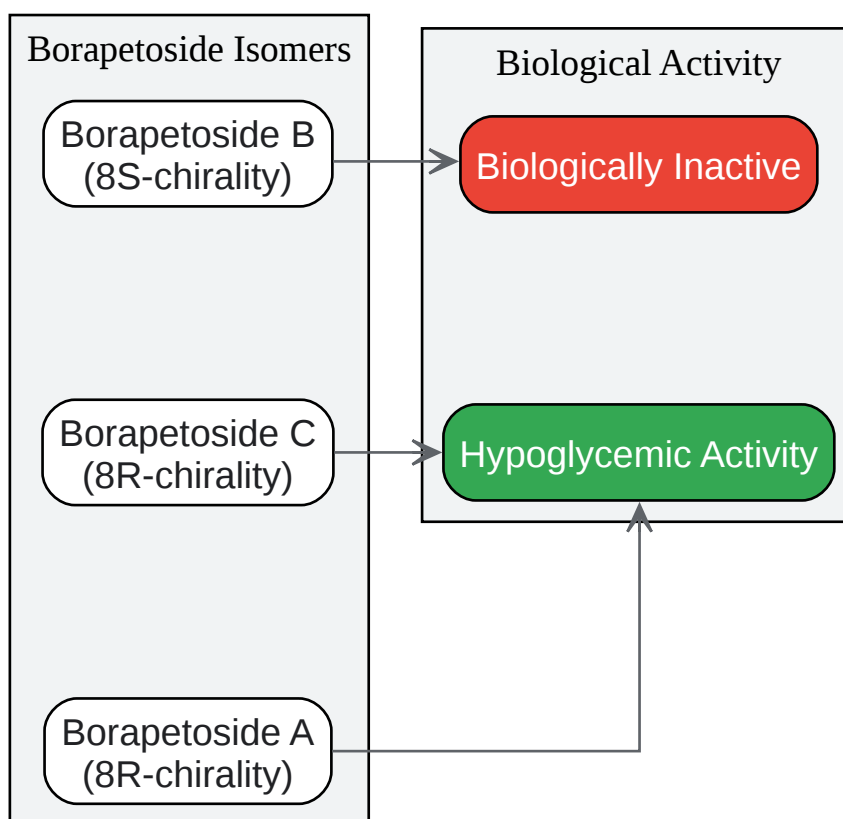 Borapetoside Isomers
Biological Activity
Borapetoside B
(8S-chirality)
Biologically Inactive
Borapetoside C
(8R-chirality)
Hypoglycemic Activity
Borapetoside A
(8R-chirality)